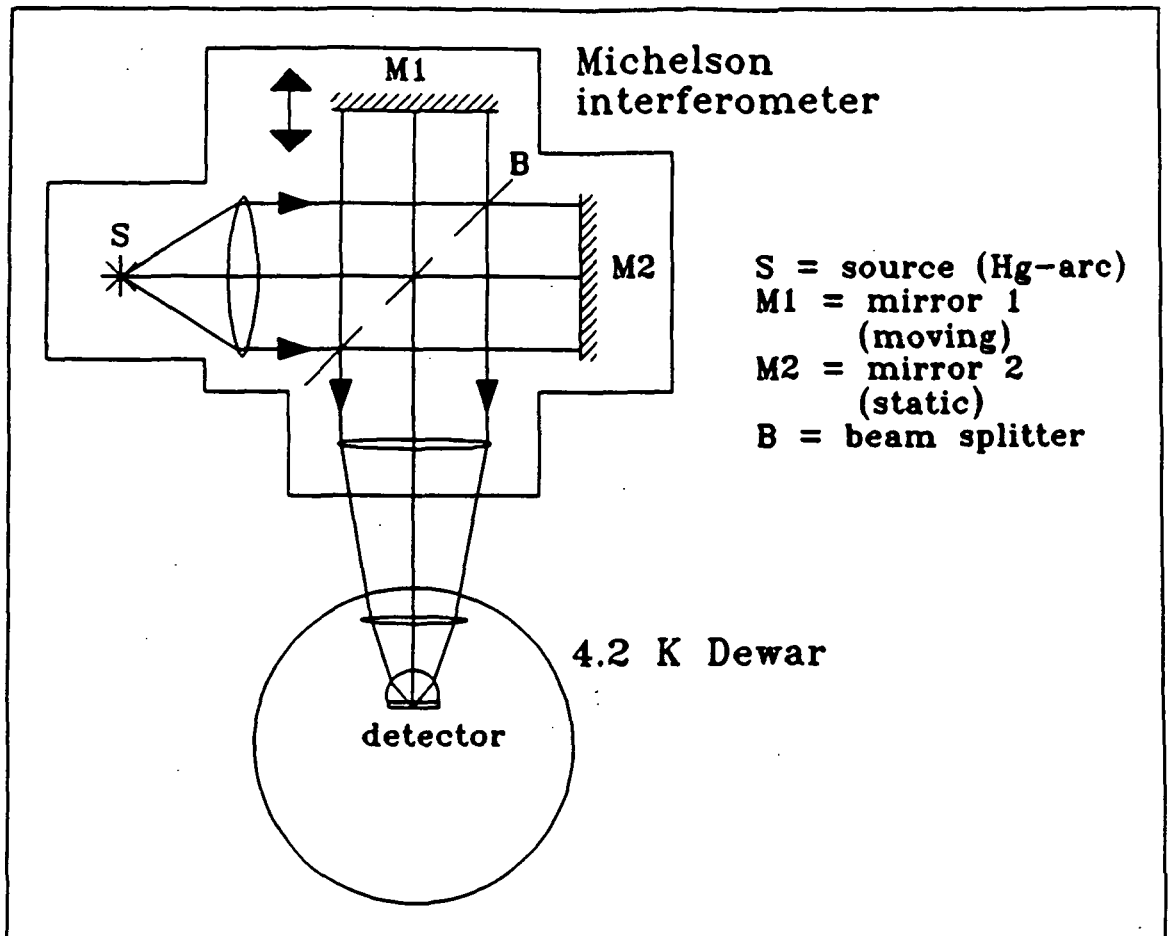 M1
Michelson
interferometer
B
S
M2
S = source (Hg-arc)
M1 = mirror 1
(moving)
M2 = mirror 2
(static)
B = beam splitter
4.2 K Dewar
detector